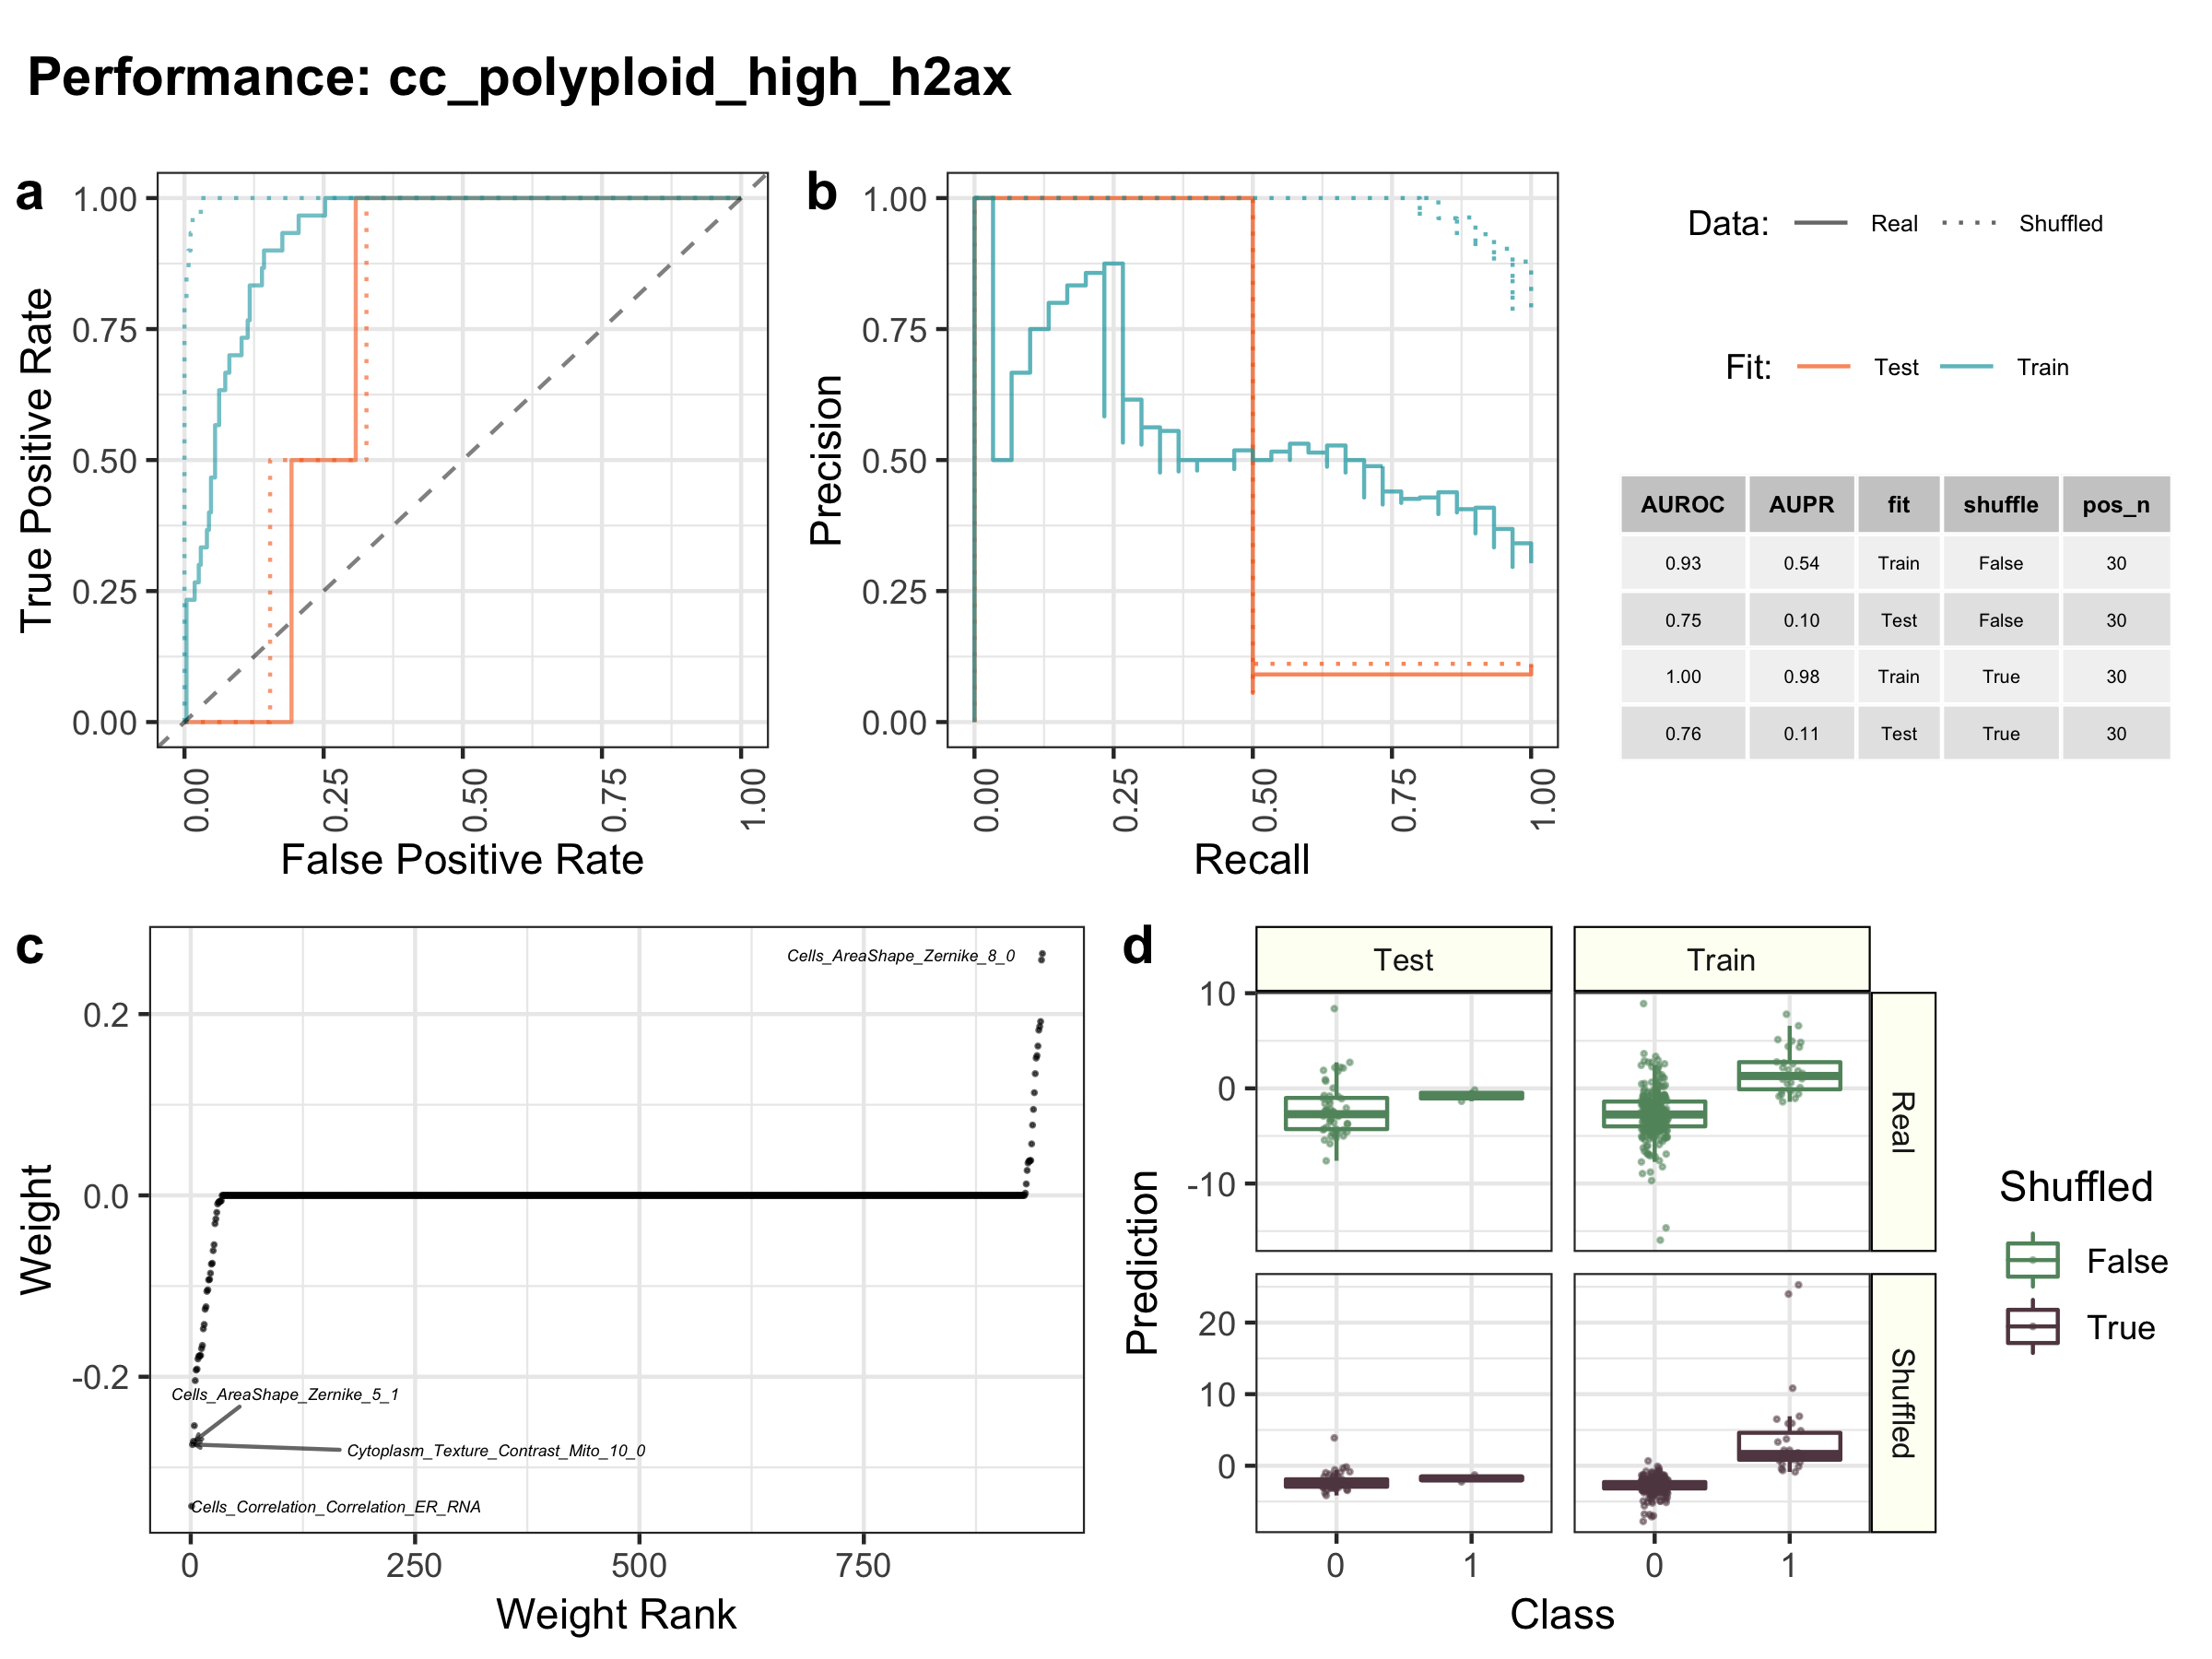 Performance: cc_polyploid_high_h2ax
a
1.00
0.75
0.50
0.25
0.00
True Positive Rate
0.00
0.25
0.50
0.75
1.00
False Positive Rate
b
1.00
0.75
0.50
0.25
0.00
Precision
0.00
0.25
0.50
0.75
1.00
Recall
Data: Real Shuffled
Fit: Test Train
AUROC AUPR fit shuffle pos_n
0.93 0.54 Train False 30
0.75 0.10 Test False 30
1.00 0.98 Train True 30
0.76 0.11 Test True 30
c
0.2
0.0
-0.2
Weight
Cells_AreaShape_Zernike_8_0
Cells_AreaShape_Zernike_5_1
Cytoplasm_Texture_Contrast_Mito_10_0
Cells_Correlation_Correlation_ER_RNA
0 250 500 750
Weight Rank
d
Test Train
10
0
-10
Real
20
10
0
Shuffled
Prediction
0 1 0 1
Class
Shuffled
False
True